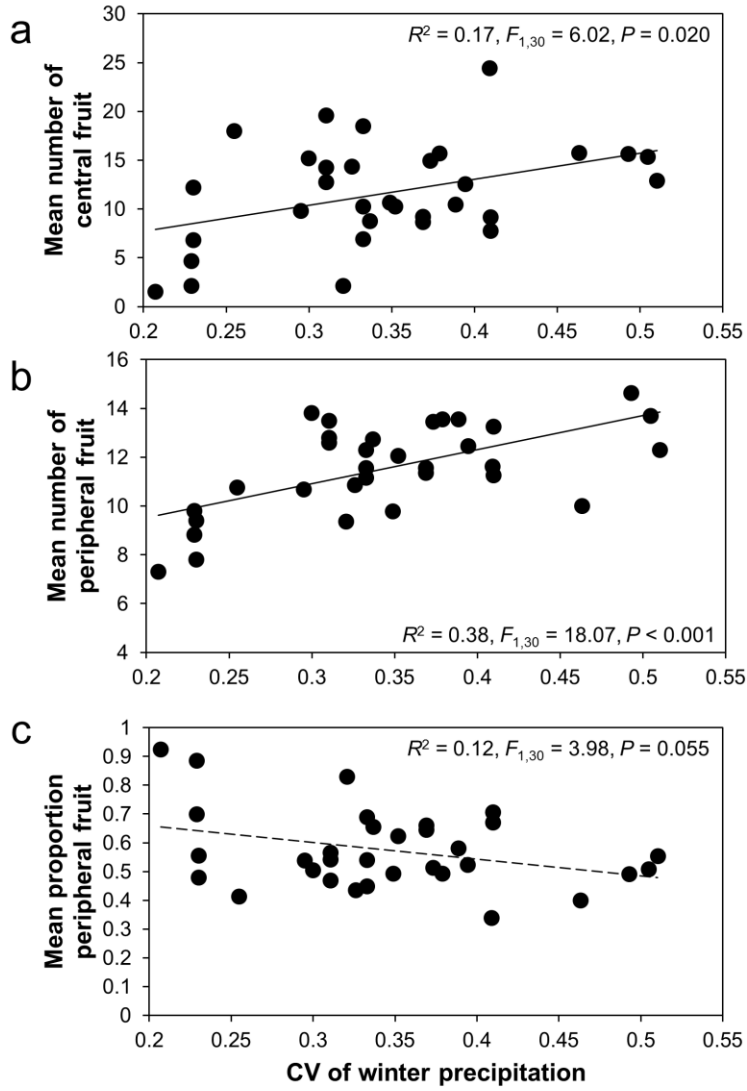 a
Mean number of
central fruit
30
25
20
15
10
5
0
R² = 0.17, F₁,₃₀ = 6.02, P = 0.020
0.2 0.25 0.3 0.35 0.4 0.45 0.5 0.55
b
Mean number of
peripheral fruit
16
14
12
10
8
6
4
R² = 0.38, F₁,₃₀ = 18.07, P < 0.001
0.2 0.25 0.3 0.35 0.4 0.45 0.5 0.55
c
Mean proportion
peripheral fruit
1
0.9
0.8
0.7
0.6
0.5
0.4
0.3
0.2
0.1
0
R² = 0.12, F₁,₃₀ = 3.98, P = 0.055
0.2 0.25 0.3 0.35 0.4 0.45 0.5 0.55
CV of winter precipitation